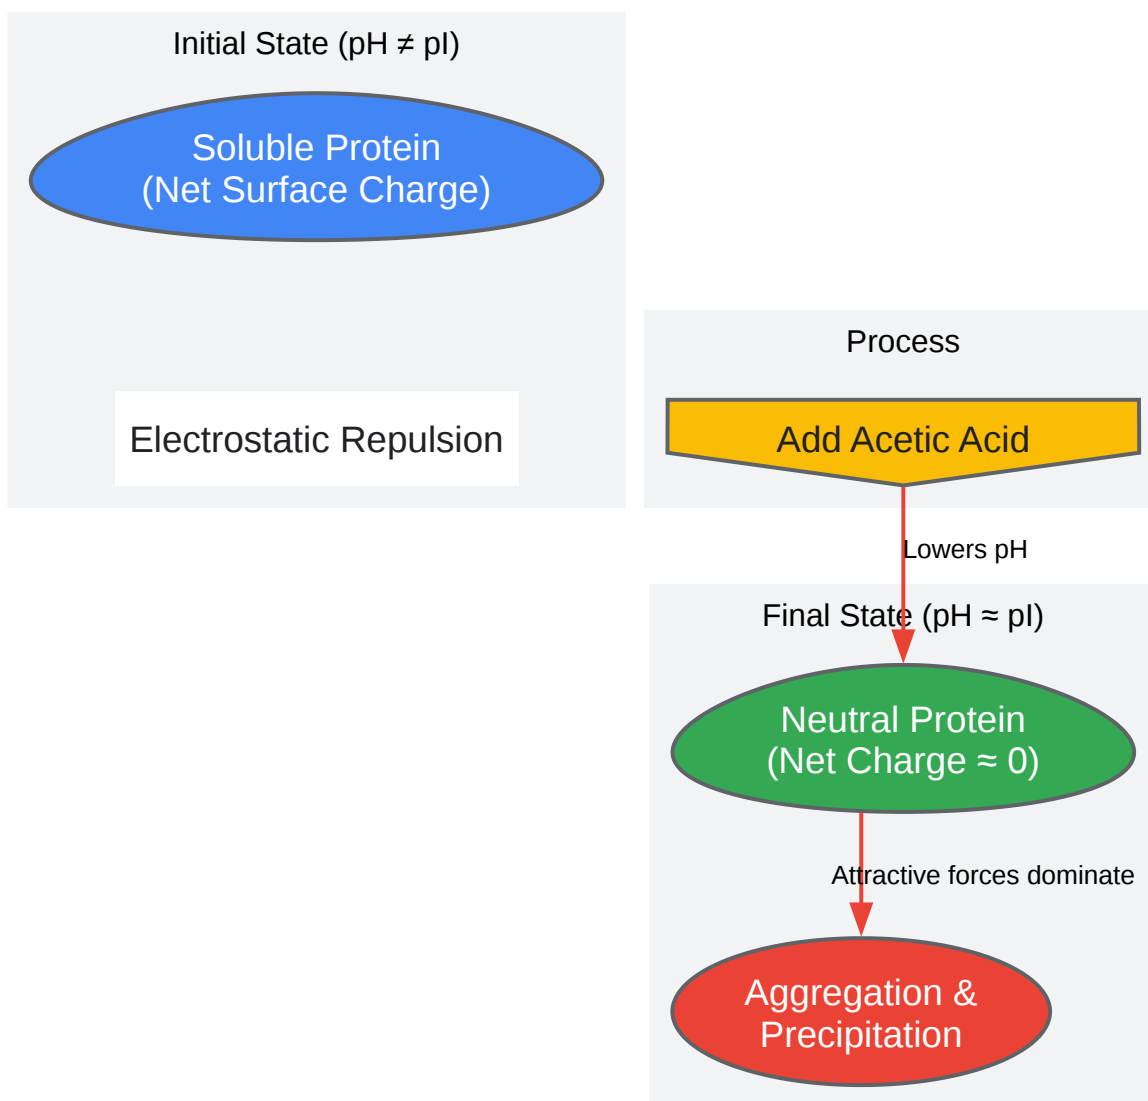 Initial State (pH ≠ pI)
Soluble Protein
(Net Surface Charge)
Electrostatic Repulsion
Process
Add Acetic Acid
Lowers pH
Final State (pH ≈ pI)
Neutral Protein
(Net Charge ≈ 0)
Attractive forces dominate
Aggregation &
Precipitation